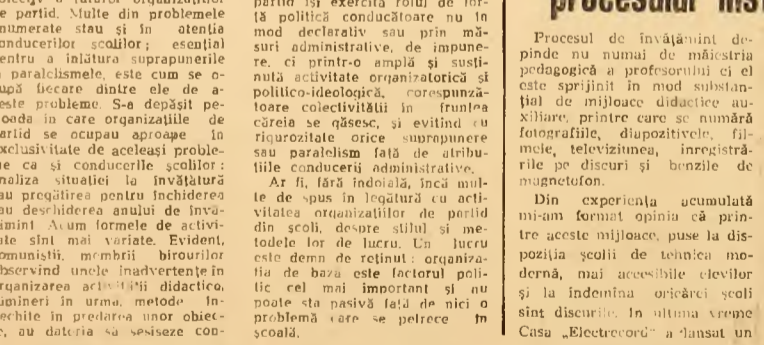 de partid. Multe din problemele
enumerate stau și în atenția
conducerilor școlilor; esențial
pentru a înlătura suprapunerile
paralelismele, este cum se o-
cupă fiecare dintre ele de a-
ceste probleme. S-a depășit pe-
rioada în care organizațiile de
partid se ocupau aproape în
exclusivitate de aceleași proble-
me ca și conducerile școlilor:
analiza situației la învățătură
sau pregătirea pentru închiderea
sau deschiderea anului de învă-
țămînt. Acum formele de activi-
tate sînt mai variate. Evident,
comuniștii, membrii birourilor
observînd unele inadvertențe în
organizarea activității didactice,
rămîneri în urmă, metode în-
vechite în predarea unor obiec-
te, au datoria să sesizeze con-
partid își exercită rolul de for-
ță politică conducătoare nu în
mod declarativ sau prin mă-
suri administrative, de impune-
re, ci printr-o amplă și susți-
nută activitate organizatorică și
politico-ideologică, corespunză-
toare colectivității în fruntea
căreia se găsesc, și evitînd cu
rigurozitate orice suprapunere
sau paralelism față de atribu-
țiile conducerii administrative.
Ar fi, fără îndoială, încă mul-
te de spus în legătură cu acti-
vitatea organizațiilor de partid
din școli, despre stilul și me-
todele lor de lucru. Un lucru
este demn de reținut: organiza-
ția de bază este factorul poli-
tic cel mai important și nu
poate sta pasivă față de nici o
problemă care se petrece în
școală.
procesului
Procesul de învățămînt de-
pinde nu numai de măiestria
pedagogică a profesorului ci el
este sprijinit în mod substan-
țial de mijloace didactice au-
xiliare, printre care se numără
fotografiile, diapozitivele, fil-
mele, televiziunea, înregistră-
rile pe discuri și benzile de
magnetofon.
Din experiența acumulată
mi-am format opinia că prin-
tre aceste mijloace, puse la dis-
poziția școlii de tehnica mo-
dernă, mai accesibile elevilor
și la îndemîna oricărei școli
sînt discurile. În ultima vreme
Casa „Electrecord" a lansat un